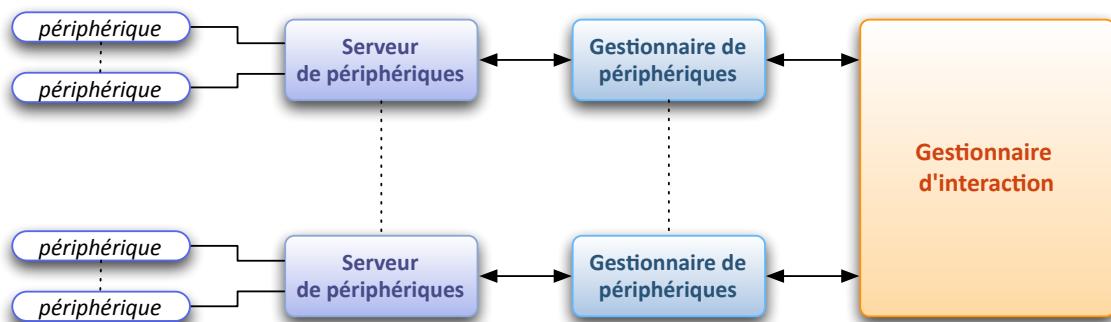 périphérique
périphérique
Serveur
de périphériques
Gestionnaire de
périphériques
Gestionnaire
d'interaction
périphérique
périphérique
Serveur
de périphériques
Gestionnaire de
périphériques